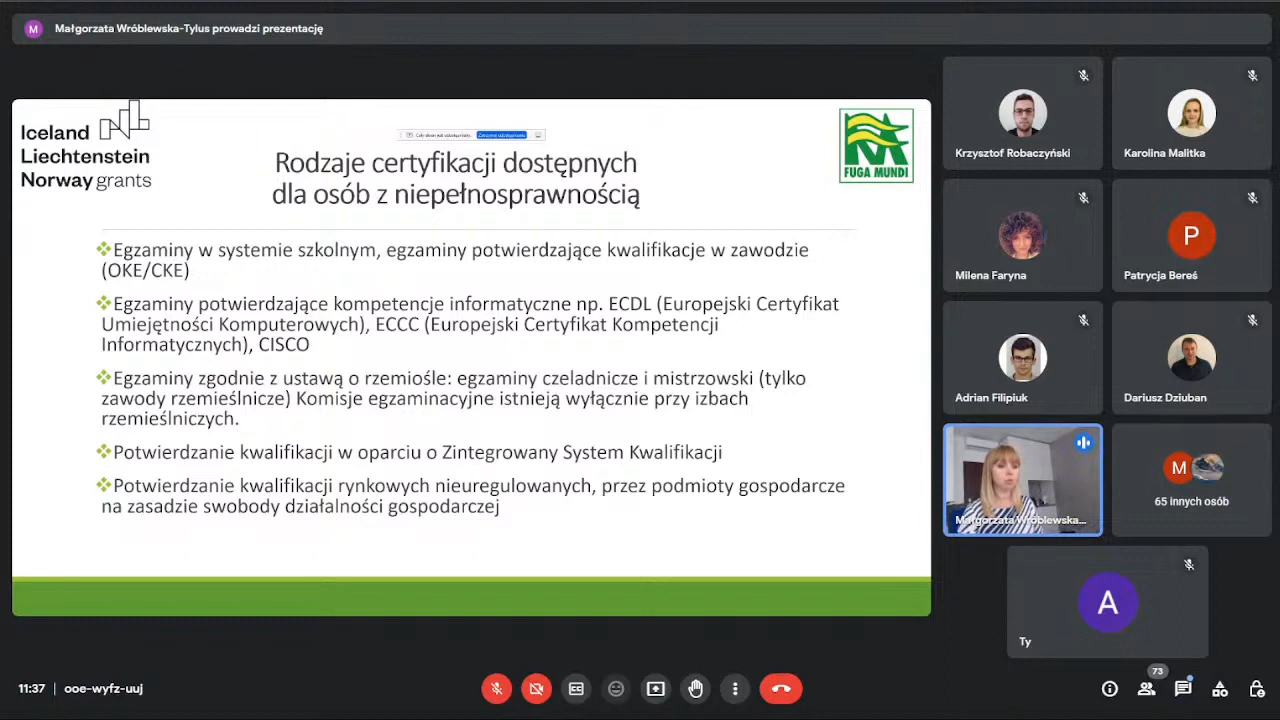 M Małgorzata Wróblewska-Tylus prowadzi prezentację
Iceland
Liechtenstein
Norway grants
Rodzaje certyfikacji dostępnych
dla osób z niepełnosprawnością
FUGA MUNDI
Egzaminy w systemie szkolnym, egzaminy potwierdzające kwalifikacje w zawodzie
(OKE/CKE)
Egzaminy potwierdzające kompetencje informatyczne np. ECDL (Europejski Certyfikat
Umiejętności Komputerowych), ECCC (Europejski Certyfikat Kompetencji
Informatycznych), CISCO
Egzaminy zgodnie z ustawą o rzemiośle: egzaminy czeladnicze i mistrzowski (tylko
zawody rzemieślnicze) Komisje egzaminacyjne istnieją wyłącznie przy izbach
rzemieślniczych.
Potwierdzanie kwalifikacji w oparciu o Zintegrowany System Kwalifikacji
Potwierdzanie kwalifikacji rynkowych nieuregulowanych, przez podmioty gospodarcze
na zasadzie swobody działalności gospodarczej
Krzysztof Robaczyński
Karolina Malitka
Milena Faryna
P
Patrycja Bereś
Adrian Filipiuk
Dariusz Dziuban
Małgorzata Wróblewska...
M
65 innych osób
A
Ty
11:37 | ooe-wyfz-uuj
CC
73